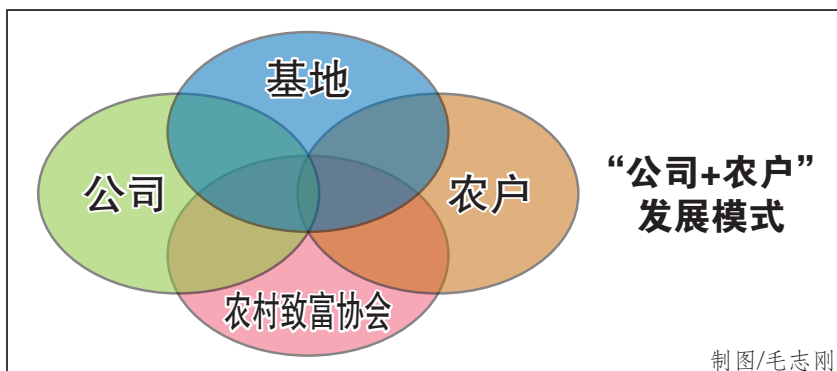 基地
公司
农户
农村致富协会
“公司+农户”
发展模式
制图/毛志刚